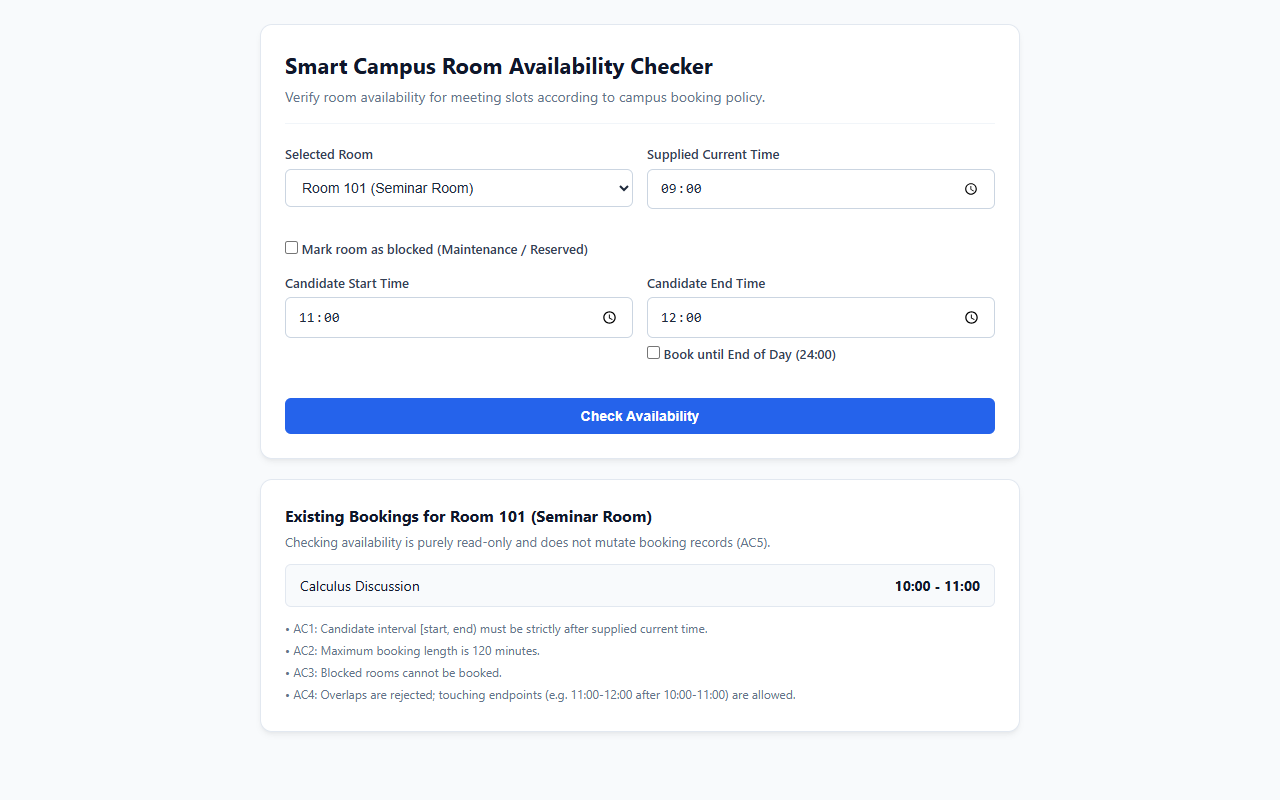 Smart Campus Room Availability Checker
Verify room availability for meeting slots according to campus booking policy.
Selected Room
Supplied Current Time
Room 101 (Seminar Room)
09:00
Mark room as blocked (Maintenance / Reserved)
Candidate Start Time
Candidate End Time
11:00
12:00
Book until End of Day (24:00)
Check Availability
Existing Bookings for Room 101 (Seminar Room)
Checking availability is purely read-only and does not mutate booking records (AC5).
Calculus Discussion
10:00 - 11:00
• AC1: Candidate interval [start, end) must be strictly after supplied current time.
• AC2: Maximum booking length is 120 minutes.
• AC3: Blocked rooms cannot be booked.
• AC4: Overlaps are rejected; touching endpoints (e.g. 11:00-12:00 after 10:00-11:00) are allowed.